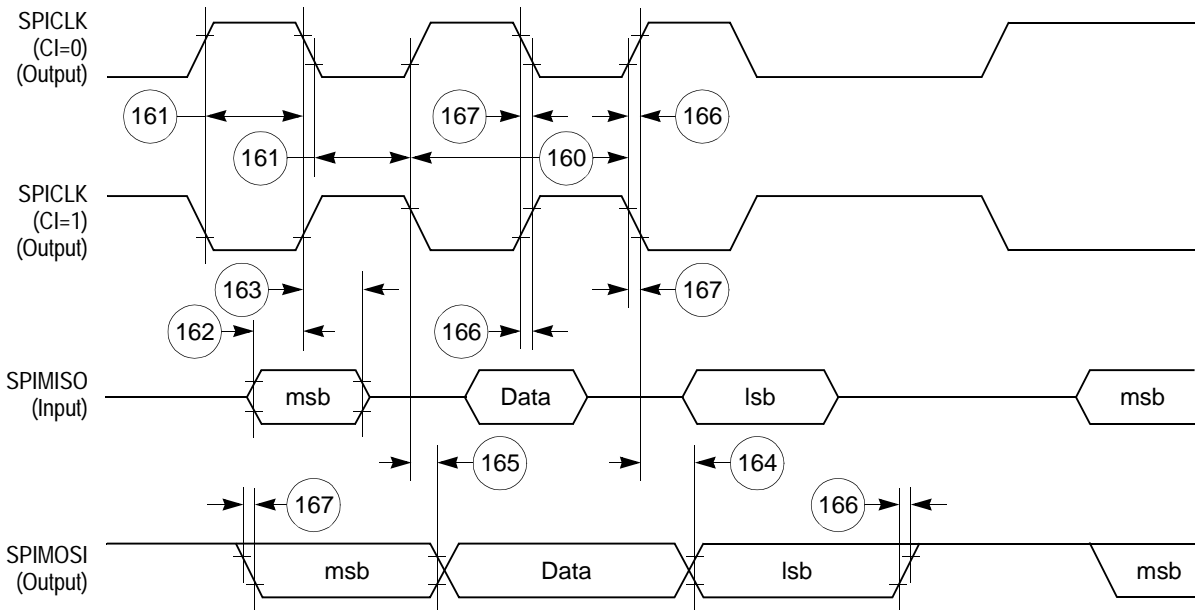 SPICLK
(CI=0)
(Output)
161
167
166
161
160
SPICLK
(CI=1)
(Output)
163
167
162
166
SPIMISO
(Input)
msb
Data
lsb
msb
165
164
167
166
SPIMOSI
(Output)
msb
Data
lsb
msb